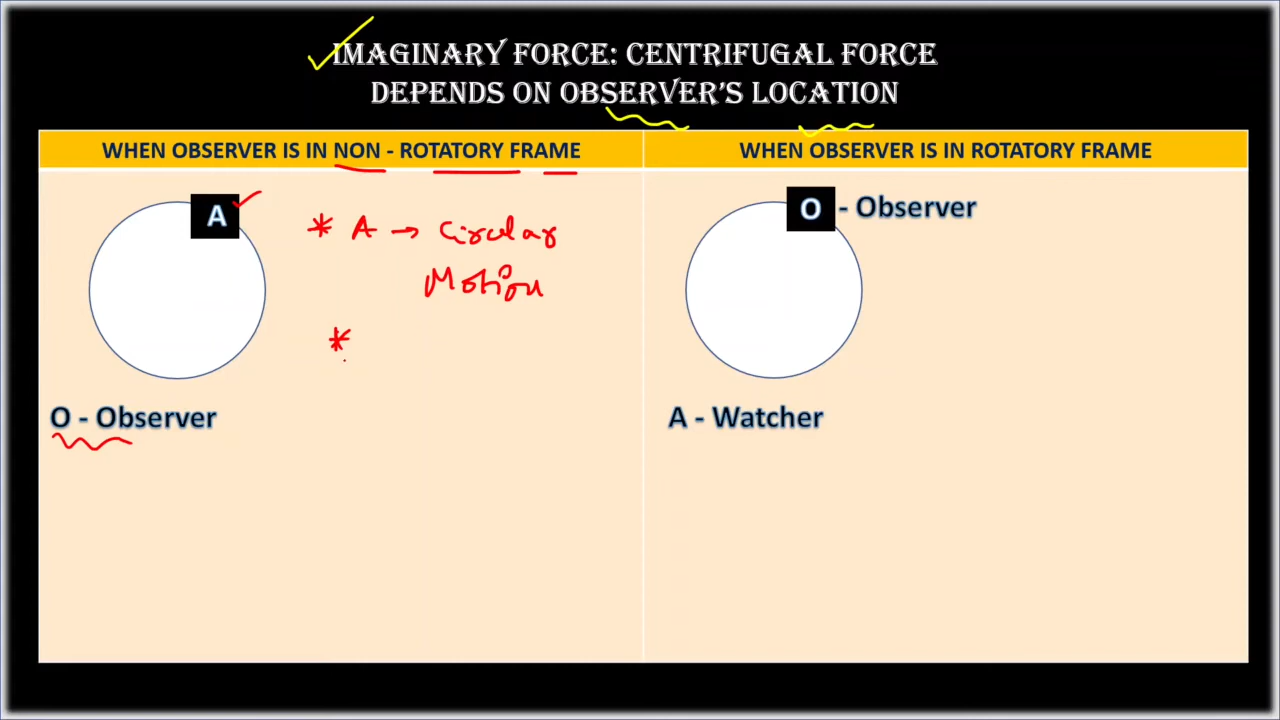 IMAGINARY FORCE: CENTRIFUGAL FORCE
DEPENDS ON OBSERVER'S LOCATION
WHEN OBSERVER IS IN NON - ROTATORY FRAME
A
* A → Circular
Motion
*
O - Observer
WHEN OBSERVER IS IN ROTATORY FRAME
O - Observer
A - Watcher